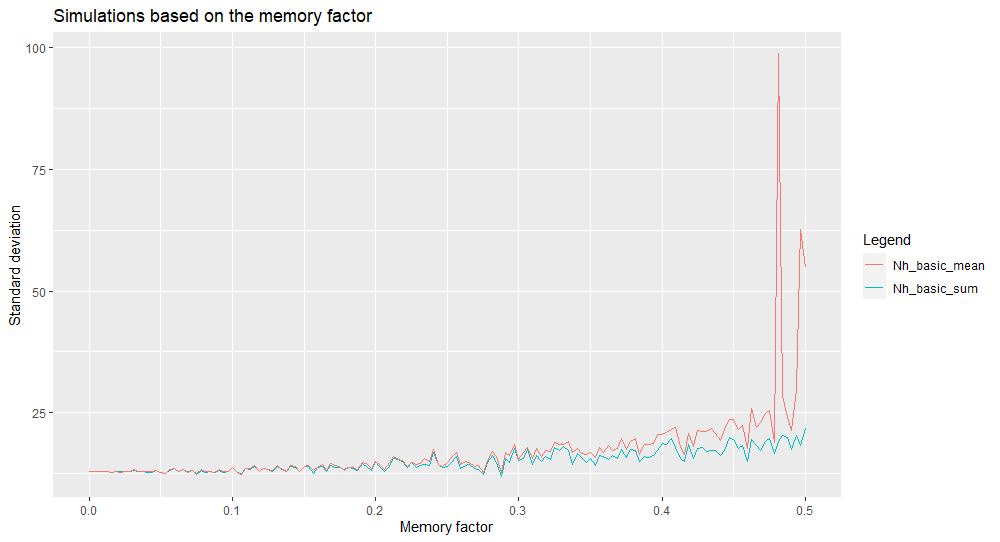 Simulations based on the memory factor
100
75
50
25
Standard deviation
0.0
0.1
0.2
0.3
0.4
0.5
Memory factor
Legend
Nh_basic_mean
Nh_basic_sum